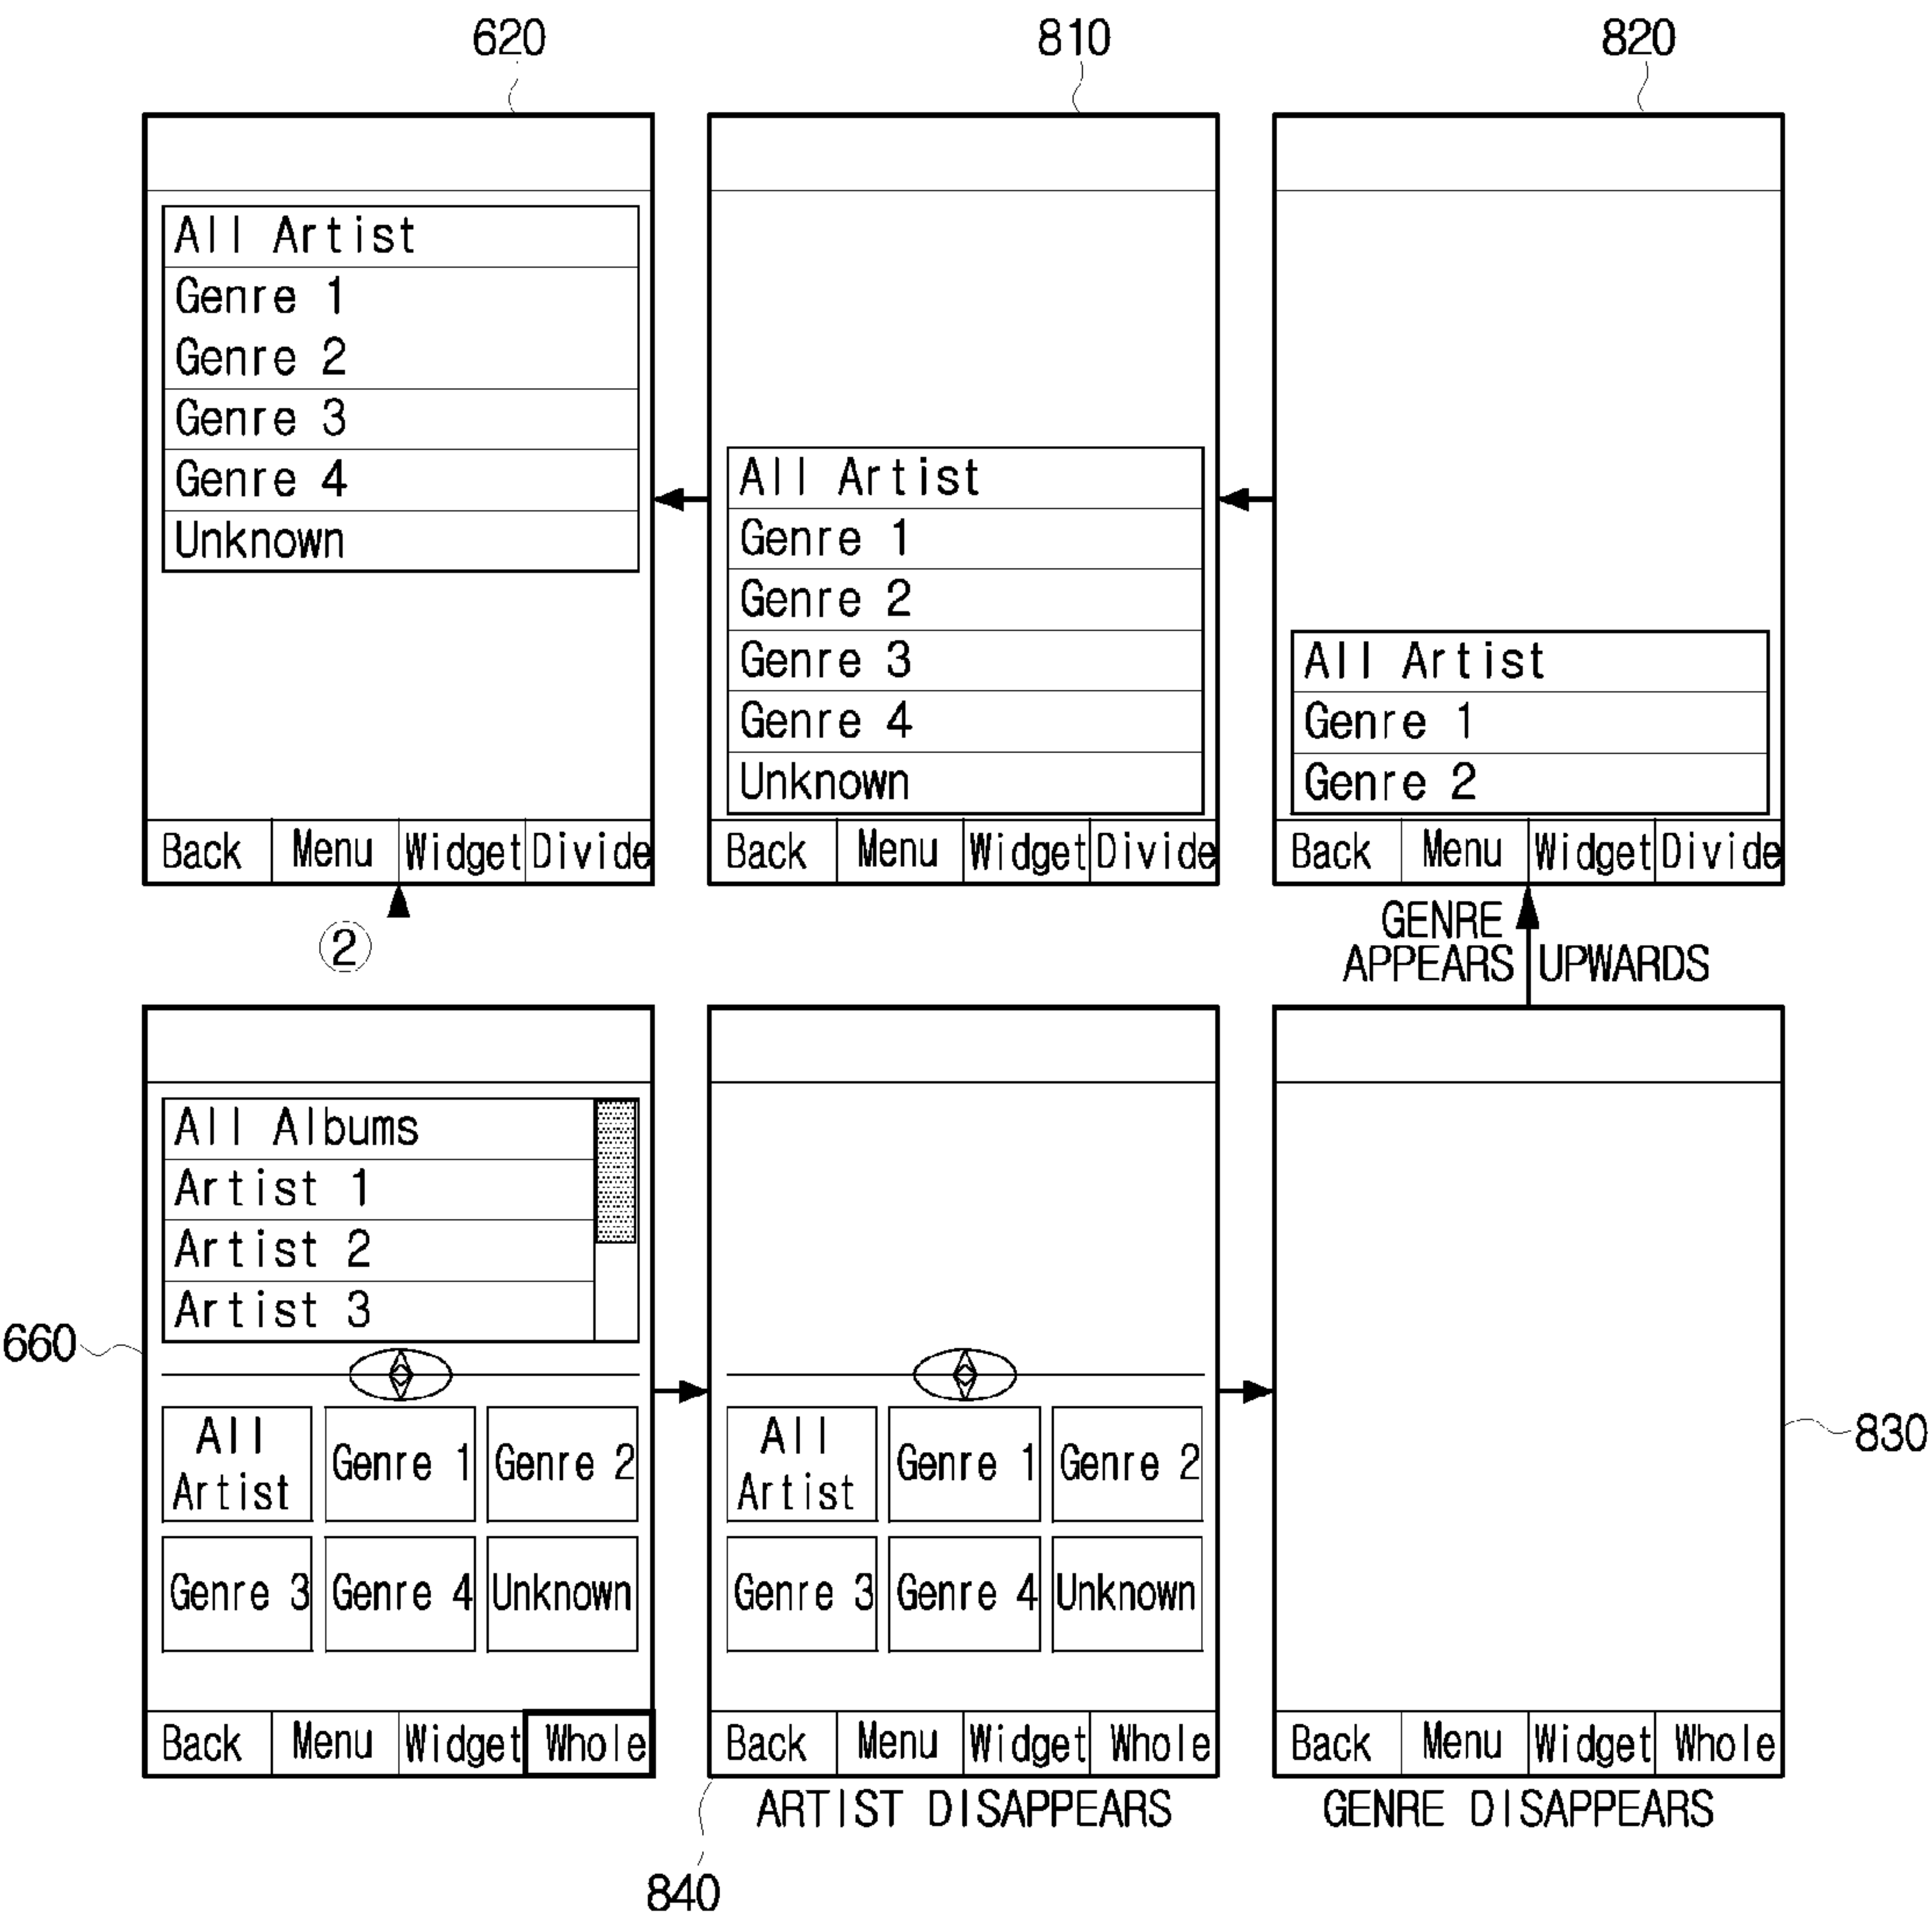 620
810
820
All Artist
Genre 1
Genre 2
Genre 3
Genre 4
Unknown
Back Menu Widget Divide
All Artist
Genre 1
Genre 2
Genre 3
Genre 4
Unknown
Back Menu Widget Divide
All Artist
Genre 1
Genre 2
Back Menu Widget Divide
②
GENRE
APPEARS UPWARDS
660
All Albums
Artist 1
Artist 2
Artist 3
All
Artist
Genre 1
Genre 2
Genre 3
Genre 4
Unknown
Back Menu Widget Whole
All
Artist
Genre 1
Genre 2
Genre 3
Genre 4
Unknown
Back Menu Widget Whole
ARTIST DISAPPEARS
840
830
Back Menu Widget Whole
GENRE DISAPPEARS